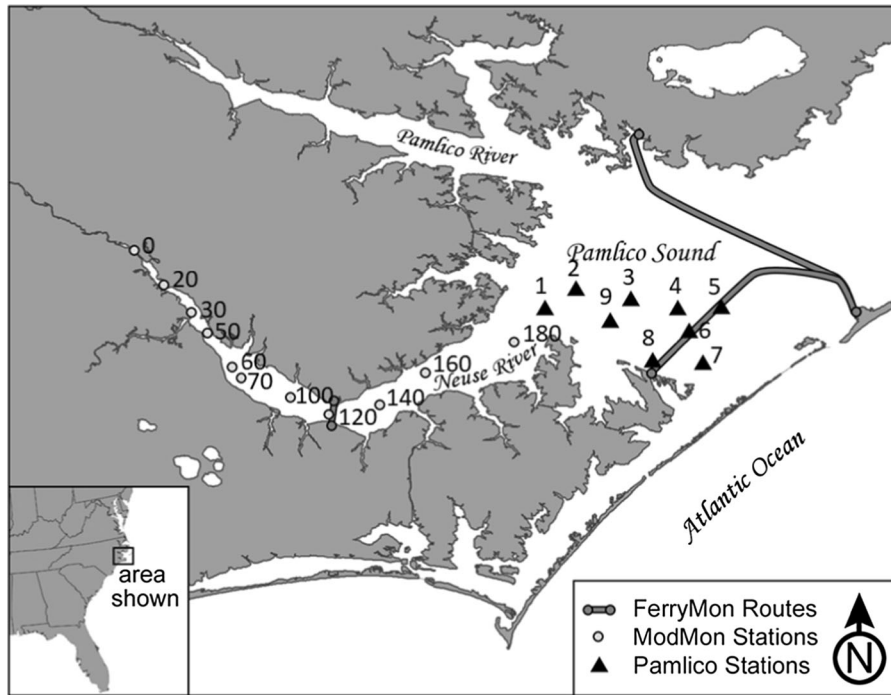 Pamlico River
0
20
30
50
60
70
100
120
140
160
180
Neuse River
Pamlico Sound
1
2
3
4
5
9
6
8
7
Atlantic Ocean
area
shown
FerryMon Routes
ModMon Stations
Pamlico Stations
N